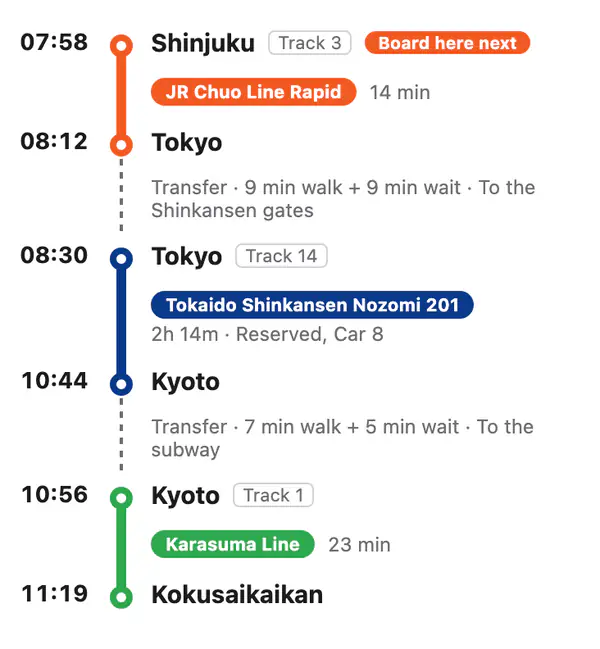 07:58 Shinjuku Track 3 Board here next
JR Chuo Line Rapid 14 min
08:12 Tokyo
Transfer · 9 min walk + 9 min wait · To the
Shinkansen gates
08:30 Tokyo Track 14
Tokaido Shinkansen Nozomi 201
2h 14m · Reserved, Car 8
10:44 Kyoto
Transfer · 7 min walk + 5 min wait · To the
subway
10:56 Kyoto Track 1
Karasuma Line 23 min
11:19 Kokusaikaikan